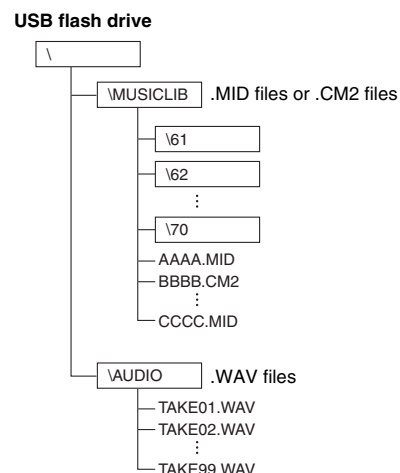 USB flash drive
\
\MUSICLIB .MID files or .CM2 files
\61
\62
⋮
\70
AAAA.MID
BBBB.CM2
⋮
CCCC.MID
\AUDIO .WAV files
TAKE01.WAV
TAKE02.WAV
⋮
TAKE99.WAV